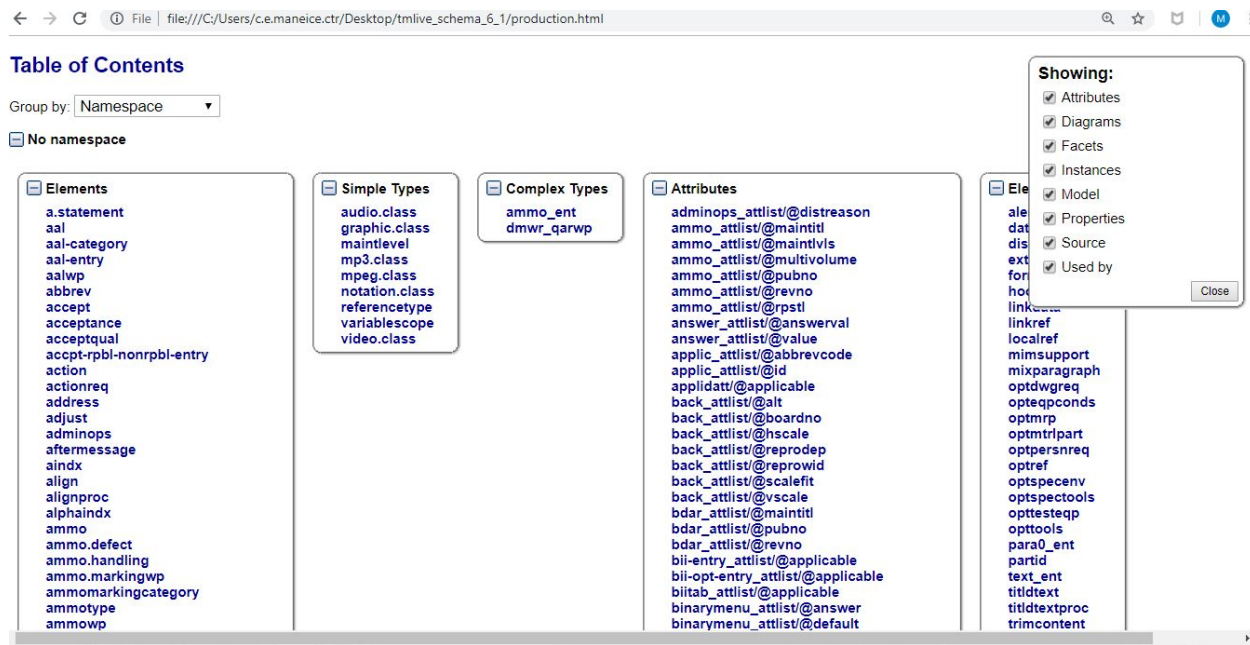 File file:///C:/Users/c.e.maneice.ctr/Desktop/tmlive_schema_6_1/production.html
M
Table of Contents
Group by: Namespace
No namespace
Elements
a.statement
aal
aal-category
aal-entry
aalwp
abbrev
accept
acceptance
acceptqual
accpt-rpbl-nonrpbl-entry
action
actionreq
address
adjust
adminops
aftermessage
aindx
align
alignproc
alphaindx
ammo
ammo.defect
ammo.handling
ammo.markingwp
ammomarkingcategory
ammotype
ammowp
Simple Types
audio.class
graphic.class
maintlevel
mp3.class
mpeg.class
notation.class
referencetype
variablescope
video.class
Complex Types
ammo_ent
dmwr_qarwp
Attributes
adminops_attlist/@distreason
ammo_attlist/@maintitl
ammo_attlist/@maintlvls
ammo_attlist/@multivolume
ammo_attlist/@pubno
ammo_attlist/@revno
ammo_attlist/@rpstl
answer_attlist/@answerval
answer_attlist/@value
applic_attlist/@abbrevcode
applic_attlist/@id
applidatt/@applicable
back_attlist/@alt
back_attlist/@boardno
back_attlist/@hscale
back_attlist/@reprodep
back_attlist/@reprowid
back_attlist/@scalefit
back_attlist/@vscale
bdar_attlist/@maintitl
bdar_attlist/@pubno
bdar_attlist/@revno
bii-entry_attlist/@applicable
bii-opt-entry_attlist/@applicable
biitab_attlist/@applicable
binarymenu_attlist/@answer
binarymenu_attlist/@default
Ele
ale
dat
dis
ext
for
hoo
linkdata
linkref
localref
mimsupport
mixparagraph
optdwgreq
opteqpconds
optmrp
optmtrlpart
optpersnreq
optref
optspecenv
optspectools
opttesteqp
opttools
para0_ent
partid
text_ent
titldtext
titldtextproc
trimcontent
Showing:
Attributes
Diagrams
Facets
Instances
Model
Properties
Source
Used by
Close